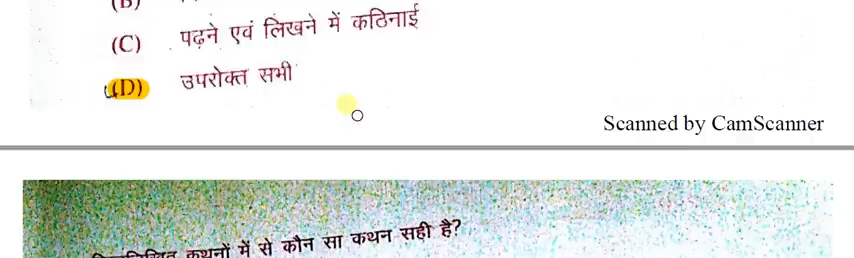 (B)
(C) पढ़ने एवं लिखने में कठिनाई
(D) उपरोक्त सभी
Scanned by CamScanner
कथनों में से कौन सा कथन सही है?